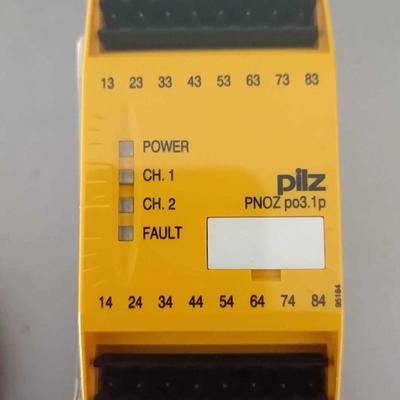 13 23 33 43 53 63 73 83
POWER
CH. 1
pilz
CH. 2
PNOZ po3.1p
FAULT
14 24 34 44 54 64 74 84
95184